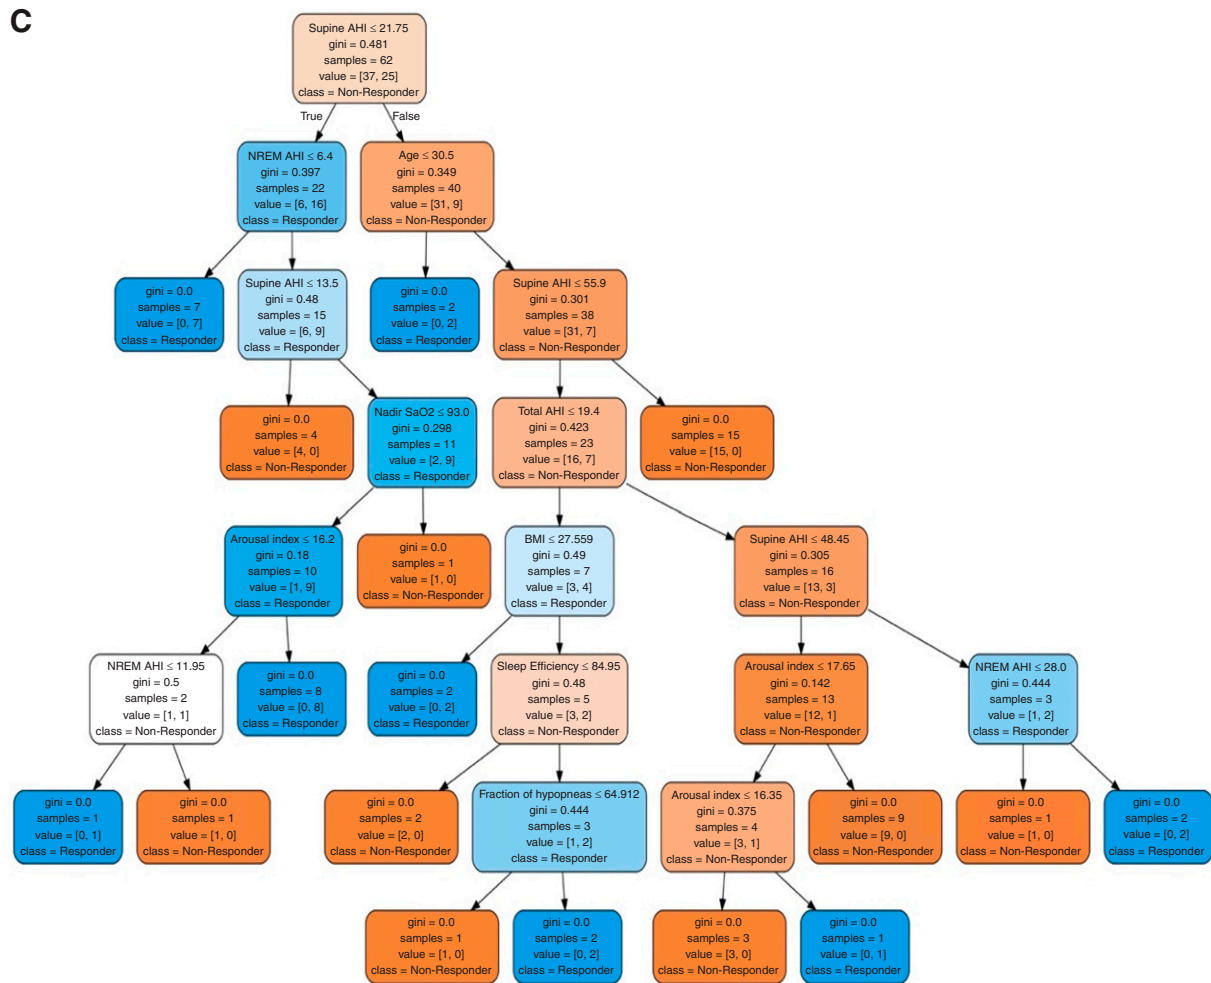 C
Supine AHI ≤ 21.75
gini = 0.481
samples = 62
value = [37, 25]
class = Non-Responder
True
False
NREM AHI ≤ 6.4
gini = 0.397
samples = 22
value = [6, 16]
class = Responder
Age ≤ 30.5
gini = 0.349
samples = 40
value = [31, 9]
class = Non-Responder
gini = 0.0
samples = 7
value = [0, 7]
class = Responder
Supine AHI ≤ 13.5
gini = 0.48
samples = 15
value = [6, 9]
class = Responder
gini = 0.0
samples = 2
value = [0, 2]
class = Responder
Supine AHI ≤ 55.9
gini = 0.301
samples = 38
value = [31, 7]
class = Non-Responder
gini = 0.0
samples = 4
value = [4, 0]
class = Non-Responder
Nadir SaO2 ≤ 93.0
gini = 0.298
samples = 11
value = [2, 9]
class = Responder
Total AHI ≤ 19.4
gini = 0.423
samples = 23
value = [16, 7]
class = Non-Responder
gini = 0.0
samples = 15
value = [15, 0]
class = Non-Responder
Arousal index ≤ 16.2
gini = 0.18
samples = 10
value = [1, 9]
class = Responder
gini = 0.0
samples = 1
value = [1, 0]
class = Non-Responder
BMI ≤ 27.559
gini = 0.49
samples = 7
value = [3, 4]
class = Responder
Supine AHI ≤ 48.45
gini = 0.305
samples = 16
value = [13, 3]
class = Non-Responder
NREM AHI ≤ 11.95
gini = 0.5
samples = 2
value = [1, 1]
class = Non-Responder
gini = 0.0
samples = 8
value = [0, 8]
class = Responder
gini = 0.0
samples = 2
value = [0, 2]
class = Responder
Sleep Efficiency ≤ 84.95
gini = 0.48
samples = 5
value = [3, 2]
class = Non-Responder
Arousal index ≤ 17.65
gini = 0.142
samples = 13
value = [12, 1]
class = Non-Responder
NREM AHI ≤ 28.0
gini = 0.444
samples = 3
value = [1, 2]
class = Responder
gini = 0.0
samples = 1
value = [0, 1]
class = Responder
gini = 0.0
samples = 1
value = [1, 0]
class = Non-Responder
gini = 0.0
samples = 2
value = [2, 0]
class = Non-Responder
Fraction of hypopneas ≤ 64.912
gini = 0.444
samples = 3
value = [1, 2]
class = Responder
Arousal index ≤ 16.35
gini = 0.375
samples = 4
value = [3, 1]
class = Non-Responder
gini = 0.0
samples = 9
value = [9, 0]
class = Non-Responder
gini = 0.0
samples = 1
value = [1, 0]
class = Non-Responder
gini = 0.0
samples = 2
value = [0, 2]
class = Responder
gini = 0.0
samples = 1
value = [1, 0]
class = Non-Responder
gini = 0.0
samples = 2
value = [0, 2]
class = Responder
gini = 0.0
samples = 3
value = [3, 0]
class = Non-Responder
gini = 0.0
samples = 1
value = [0, 1]
class = Responder